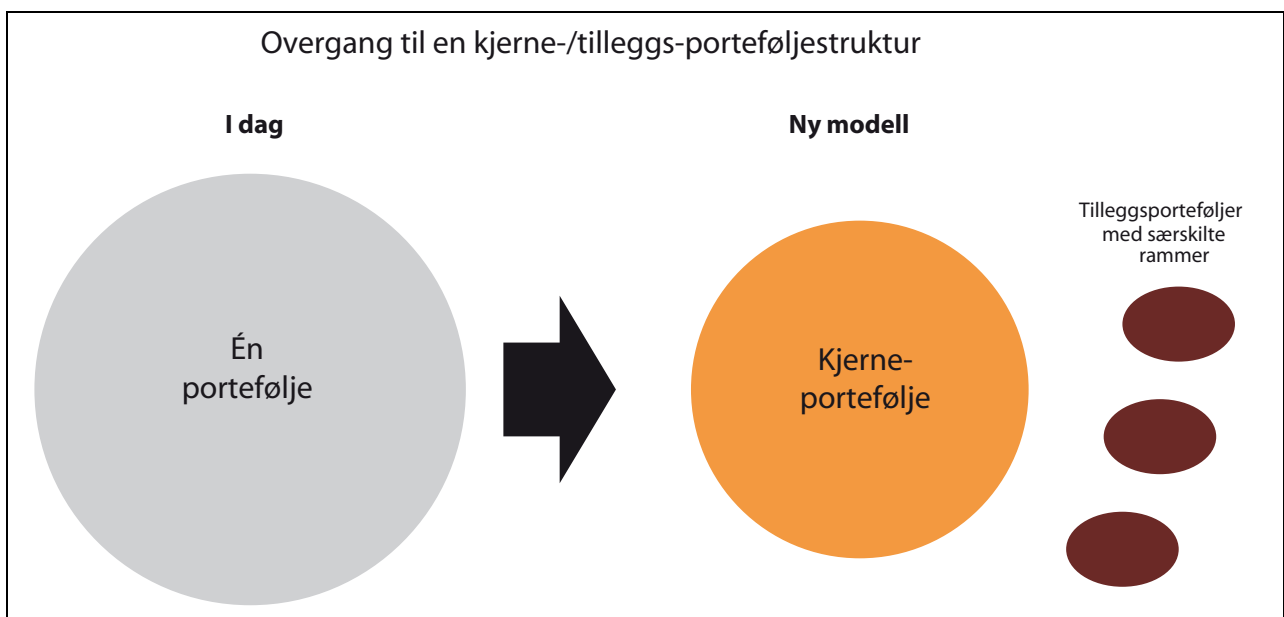 Overgang til en kjerne-/tilleggs-porteføljestruktur
I dag
Ny modell
Én
portefølje
Kjerne-
portefølje
Tilleggsporteføljer
med særskilte
rammer